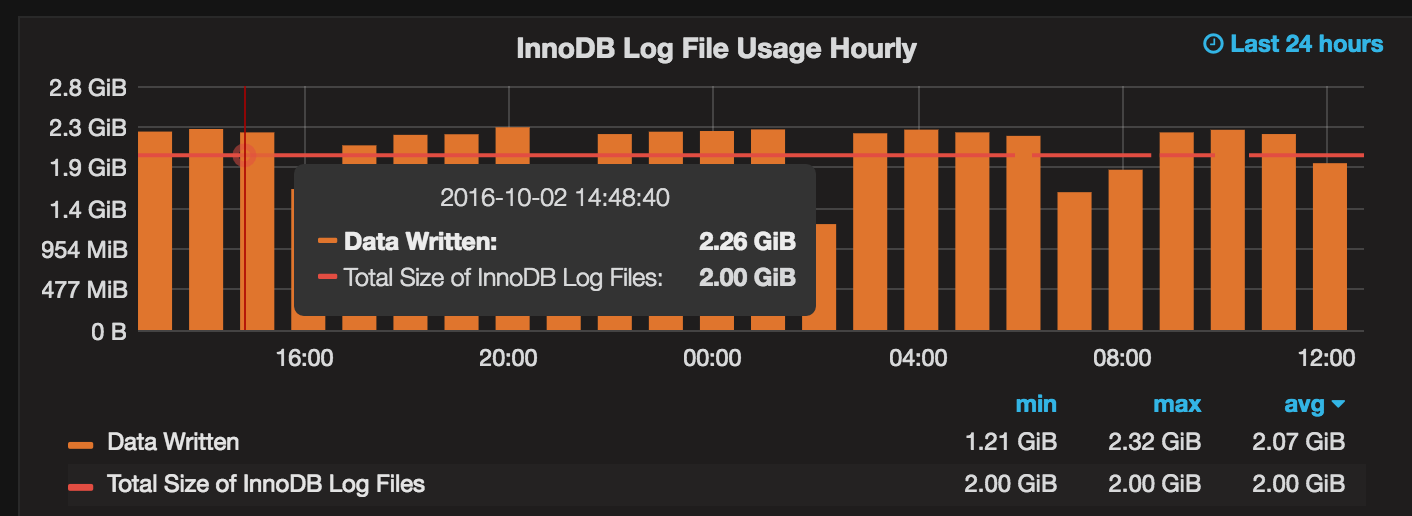 InnoDB Log File Usage Hourly
Last 24 hours
2.8 GiB
2.3 GiB
1.9 GiB
1.4 GiB
954 MiB
477 MiB
0 B
2016-10-02 14:48:40
Data Written: 2.26 GiB
Total Size of InnoDB Log Files: 2.00 GiB
16:00 20:00 00:00 04:00 08:00 12:00
min max avg
Data Written 1.21 GiB 2.32 GiB 2.07 GiB
Total Size of InnoDB Log Files 2.00 GiB 2.00 GiB 2.00 GiB